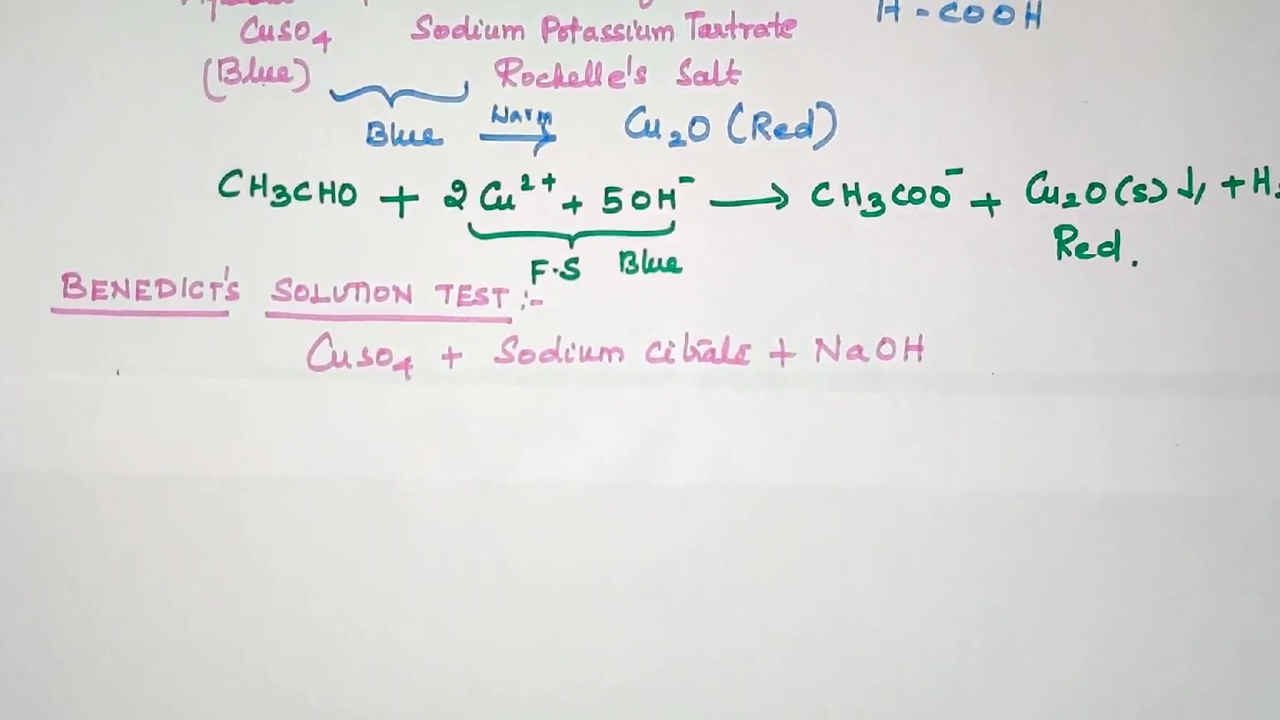 H - COOH
CuSO4 Sodium Potassium Tartrate
(Blue) Rochelle's Salt
Blue Warm Cu2O (Red)
CH3CHO + 2Cu2+ + 5OH- → CH3COO- + Cu2O(s)↓ + H
Red.
F.S Blue
BENEDICT'S SOLUTION TEST :-
CuSO4 + Sodium citrate + NaOH